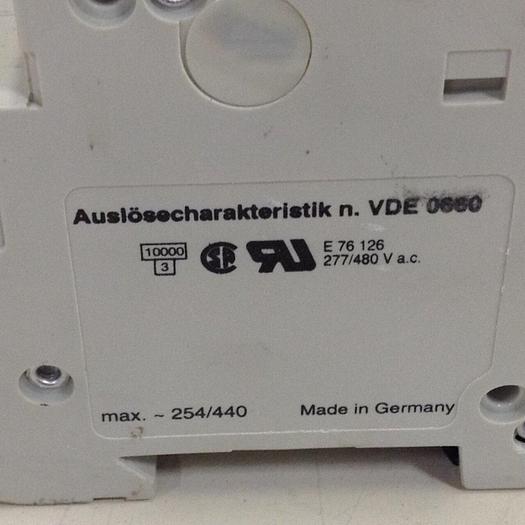 Auslösecharakteristik n. VDE 0660
10000
3
E 76 126
277/480 V a.c.
max. ~ 254/440
Made in Germany